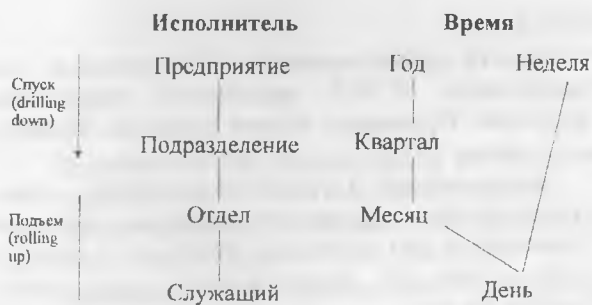 Исполнитель Время
Предприятие Год Неделя
Спуск
(drilling
down)
Подразделение Квартал
Подъем
(rolling
up)
Отдел Месяц
Служащий День